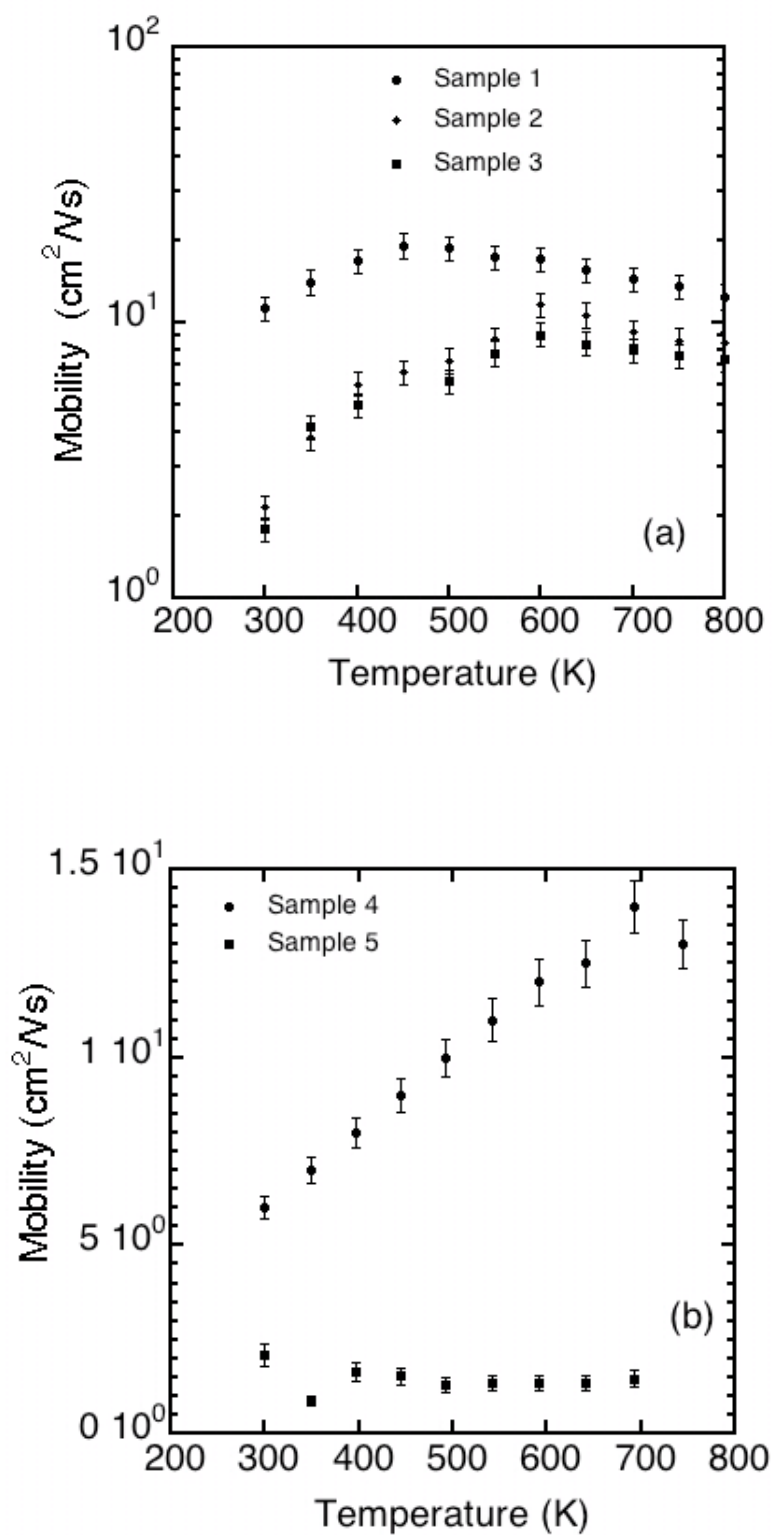 10²
Sample 1
Sample 2
Sample 3
Mobility (cm²/Vs)
10¹
(a)
10⁰
200 300 400 500 600 700 800
Temperature (K)
1.5 10¹
Sample 4
Sample 5
Mobility (cm²/Vs)
1 10¹
5 10⁰
(b)
0 10⁰
200 300 400 500 600 700 800
Temperature (K)